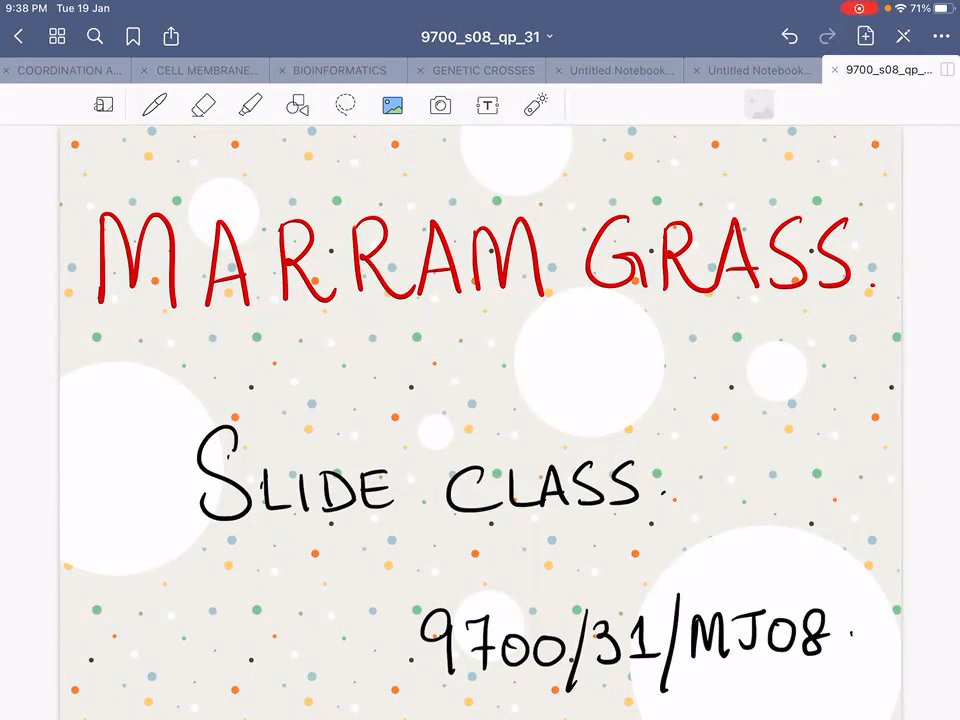 9:38 PM Tue 19 Jan 71%
9700_s08_qp_31
COORDINATION A... CELL MEMBRANE... BIOINFORMATICS GENETIC CROSSES Untitled Notebook... Untitled Notebook... 9700_s08_qp_...
MARRAM GRASS.
SLIDE CLASS.
9700/31/MJ08.